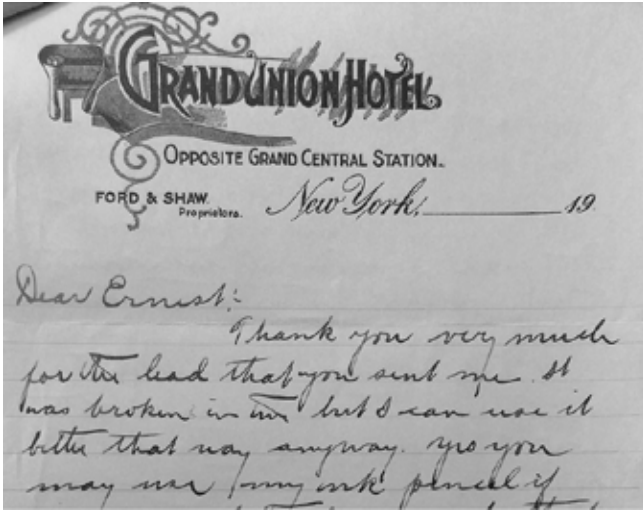 GRAND UNION HOTEL
OPPOSITE GRAND CENTRAL STATION.
FORD & SHAW.
Proprietors.
New York, 19
Dear Ernest:
Thank you very much
for the lead that you sent me. It
was broken in but I can use it
better that way anyway. Yes you
may use my ink pencil if